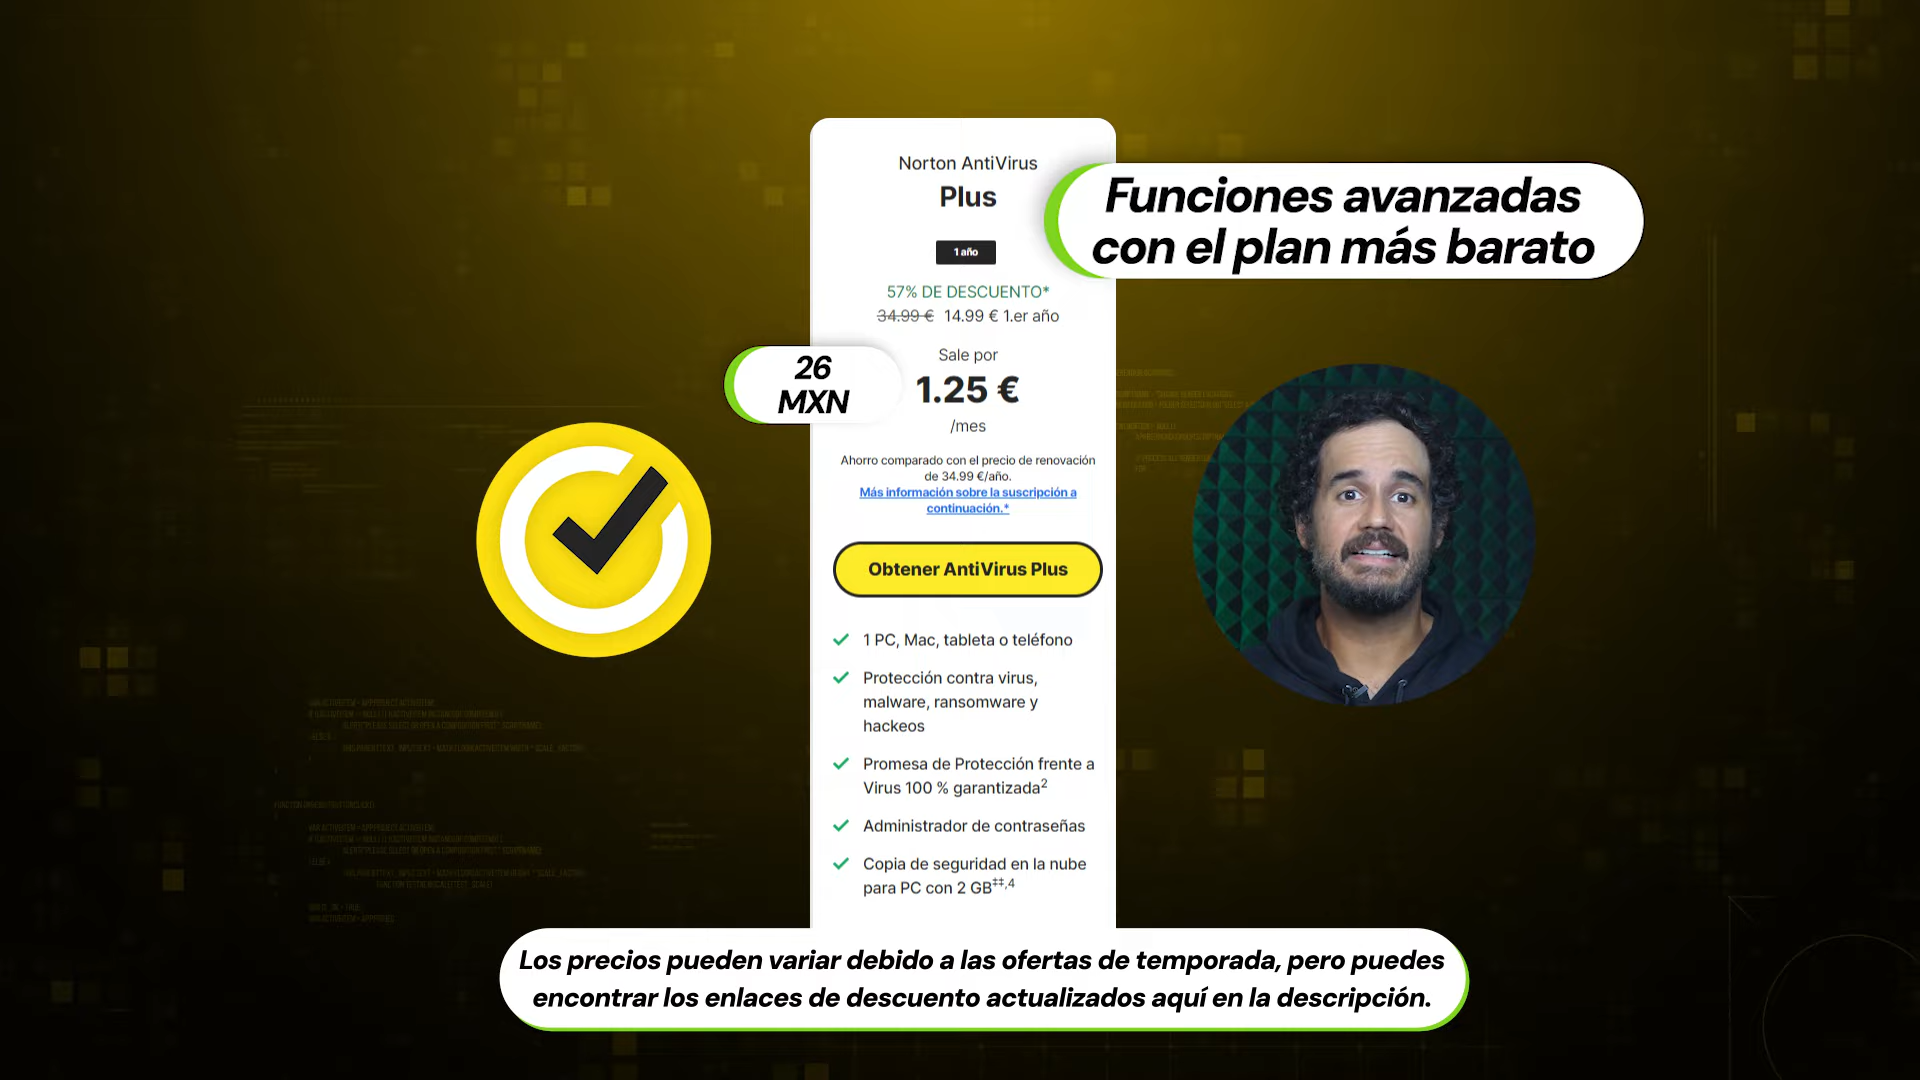 Norton AntiVirus
Plus
Funciones avanzadas
con el plan más barato
1 año
57% DE DESCUENTO*
34.99 € 14.99 € 1.er año
Sale por
26
MXN
1.25 €
/mes
Ahorro comparado con el precio de renovación
de 34.99 €/año.
Más información sobre la suscripción a
continuación.*
Obtener AntiVirus Plus
1 PC, Mac, tableta o teléfono
Protección contra virus,
malware, ransomware y
hackeos
Promesa de Protección frente a
Virus 100 % garantizada2
Administrador de contraseñas
Copia de seguridad en la nube
para PC con 2 GB‡‡,4
Los precios pueden variar debido a las ofertas de temporada, pero puedes
encontrar los enlaces de descuento actualizados aquí en la descripción.